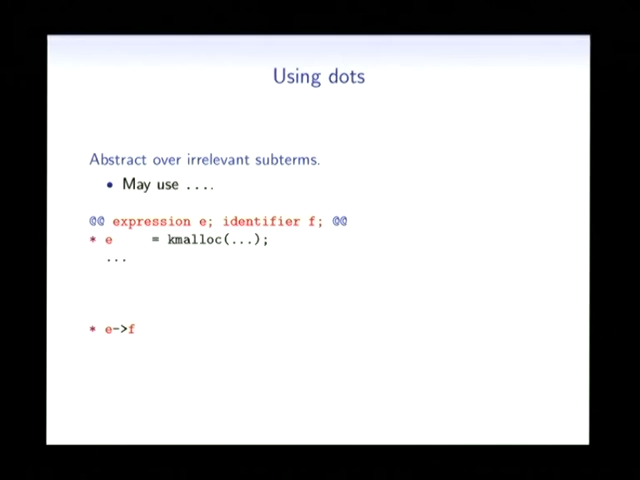 Using dots
Abstract over irrelevant subterms.
• May use ....
@@ expression e; identifier f; @@
* e = kmalloc(...);
...
* e->f